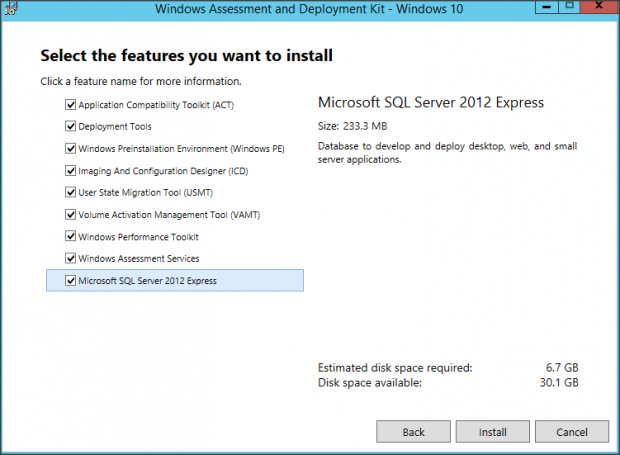 Windows Assessment and Deployment Kit - Windows 10
Select the features you want to install
Click a feature name for more information.
Application Compatibility Toolkit (ACT)
Deployment Tools
Windows Preinstallation Environment (Windows PE)
Imaging And Configuration Designer (ICD)
User State Migration Tool (USMT)
Volume Activation Management Tool (VAMT)
Windows Performance Toolkit
Windows Assessment Services
Microsoft SQL Server 2012 Express
Microsoft SQL Server 2012 Express
Size: 233.3 MB
Database to develop and deploy desktop, web, and small
server applications.
Estimated disk space required: 6.7 GB
Disk space available: 30.1 GB
Back Install Cancel